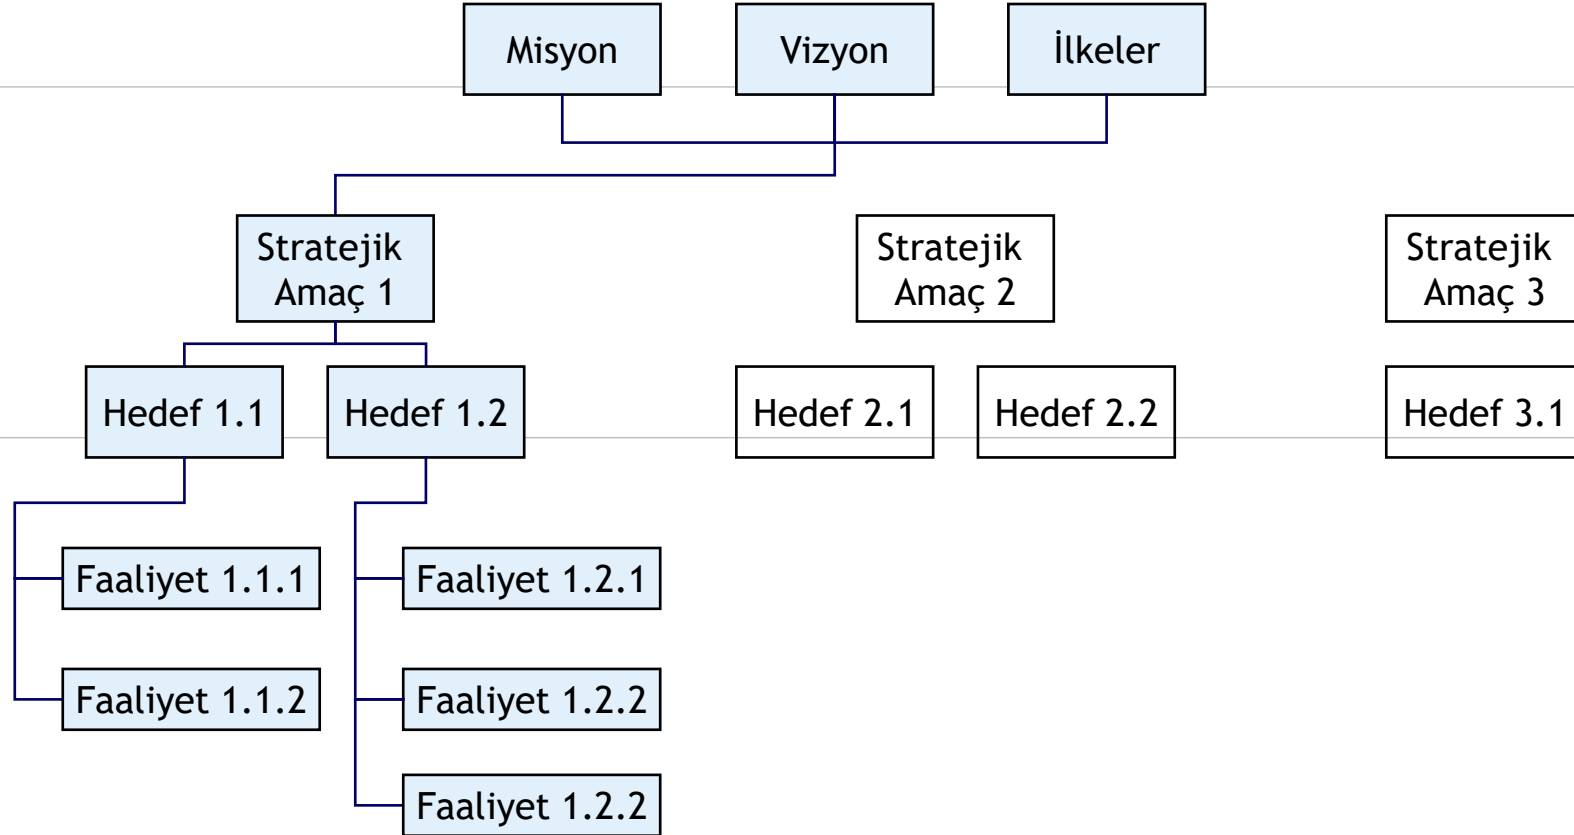 Misyon
Vizyon
İlkeler
Stratejik
Amaç 1
Stratejik
Amaç 2
Stratejik
Amaç 3
Hedef 1.1
Hedef 1.2
Hedef 2.1
Hedef 2.2
Hedef 3.1
Faaliyet 1.1.1
Faaliyet 1.2.1
Faaliyet 1.1.2
Faaliyet 1.2.2
Faaliyet 1.2.2